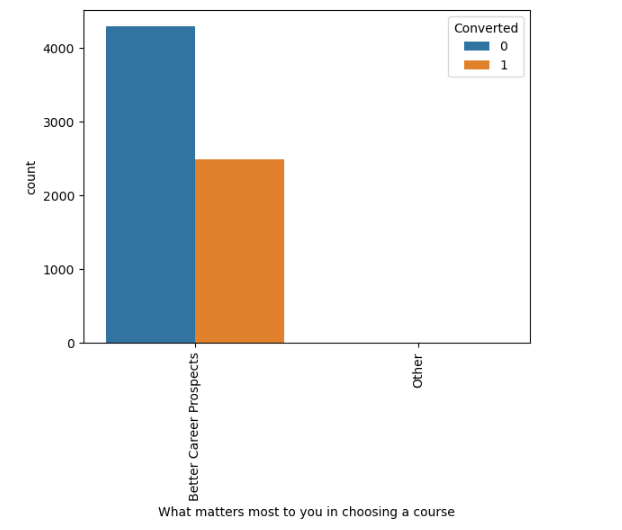 Converted
0
1
4000
3000
2000
1000
0
count
Better Career Prospects
Other
What matters most to you in choosing a course